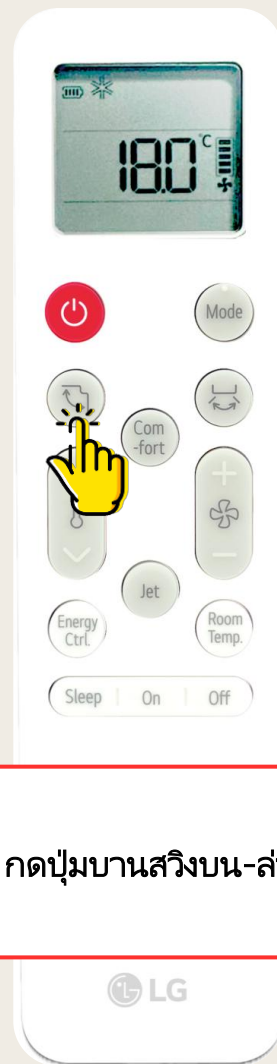 18.0 °C
Mode
Com
-fort
Jet
Energy
Ctrl.
Room
Temp.
Sleep On Off
กดปุ่มบานสวิงบน-ล่
LG